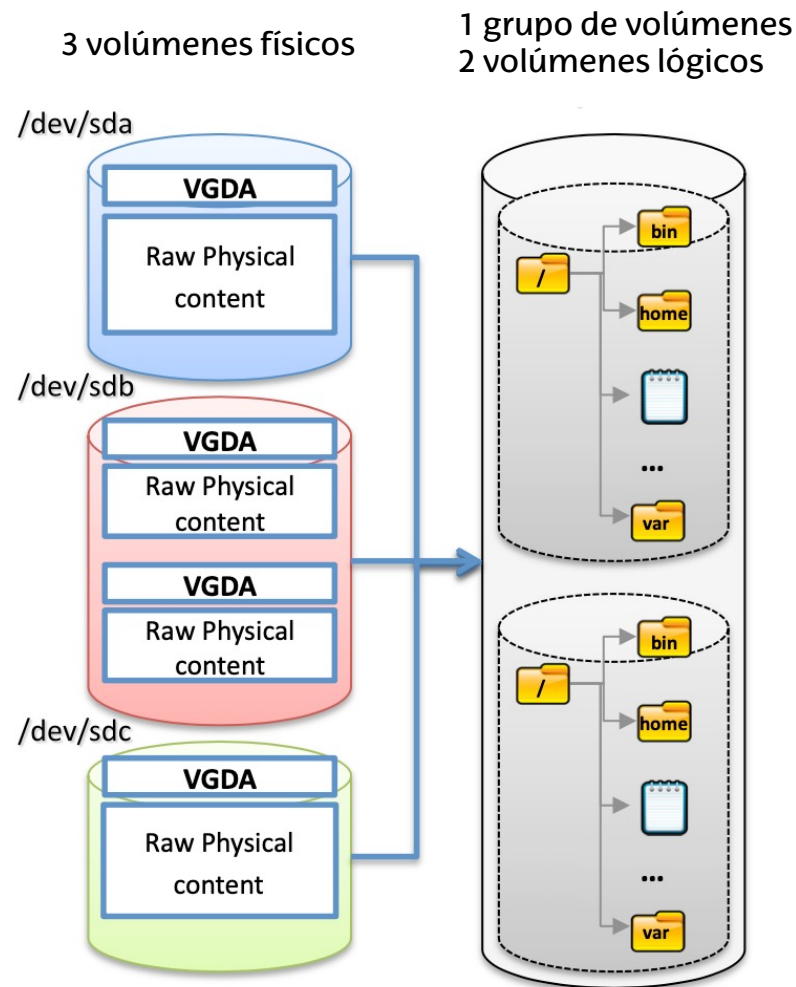 3 volúmenes físicos
1 grupo de volúmenes
2 volúmenes lógicos
/dev/sda
VGDA
Raw Physical
content
/dev/sdb
VGDA
Raw Physical
content
VGDA
Raw Physical
content
/dev/sdc
VGDA
Raw Physical
content
bin
/
home
...
var
bin
/
home
...
var